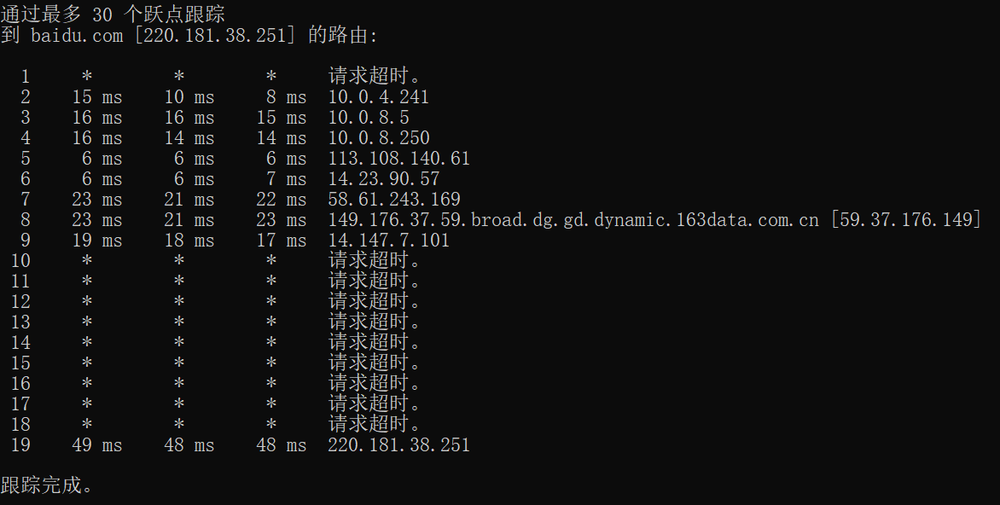 通过最多 30 个跃点跟踪
到 baidu.com [220.181.38.251] 的路由:
1 * * * 请求超时。
2 15 ms 10 ms 8 ms 10.0.4.241
3 16 ms 16 ms 15 ms 10.0.8.5
4 16 ms 14 ms 14 ms 10.0.8.250
5 6 ms 6 ms 6 ms 113.108.140.61
6 6 ms 6 ms 7 ms 14.23.90.57
7 23 ms 21 ms 22 ms 58.61.243.169
8 23 ms 21 ms 23 ms 149.176.37.59.broad.dg.gd.dynamic.163data.com.cn [59.37.176.149]
9 19 ms 18 ms 17 ms 14.147.7.101
10 * * * 请求超时。
11 * * * 请求超时。
12 * * * 请求超时。
13 * * * 请求超时。
14 * * * 请求超时。
15 * * * 请求超时。
16 * * * 请求超时。
17 * * * 请求超时。
18 * * * 请求超时。
19 49 ms 48 ms 48 ms 220.181.38.251
跟踪完成。